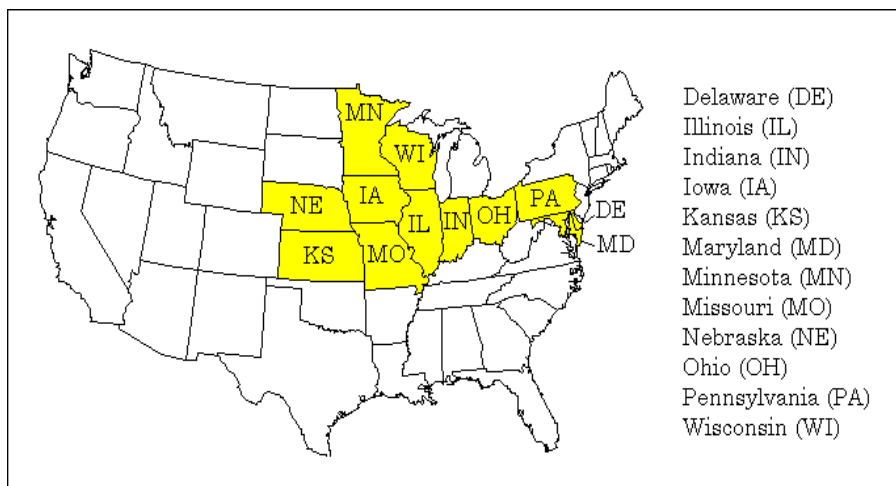 MN
WI
IA
NE
IL
IN
OH
PA
DE
KS
MO
MD
Delaware (DE)
Illinois (IL)
Indiana (IN)
Iowa (IA)
Kansas (KS)
Maryland (MD)
Minnesota (MN)
Missouri (MO)
Nebraska (NE)
Ohio (OH)
Pennsylvania (PA)
Wisconsin (WI)